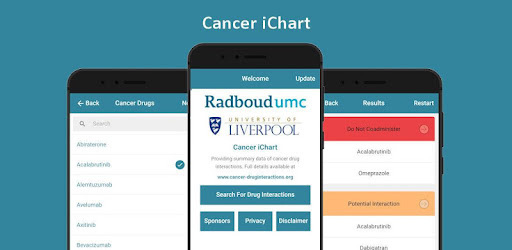 Cancer iChart
Back
Cancer Drugs
Search
Abiraterone
Acalabrutinib
Alemtuzumab
Avelumab
Axitinib
Bevacizumab
Welcome
Update
Radboudumc
UNIVERSITY OF
LIVERPOOL
Cancer iChart
Providing summary data of cancer drug
interactions. Full details available at
www.cancer-druginteractions.org
Search For Drug Interactions
Sponsors
Privacy
Disclaimer
Back
Results
Restart
Do Not Coadminister
Acalabrutinib
Omeprazole
Potential Interaction
Acalabrutinib
Dabigatran